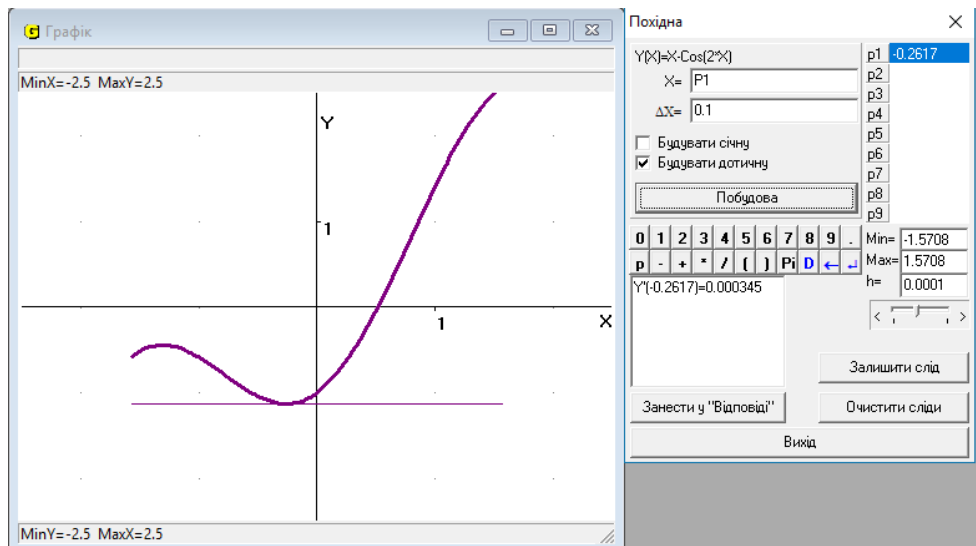 Графік
MinX=-2.5 MaxY=2.5
Y
1
1
X
MinY=-2.5 MaxX=2.5
Похідна
Y(X)=X-Cos(2*X)
X= P1
ΔX= 0.1
Будувати січну
Будувати дотичну
Побудова
p1 -0.2617
p2
p3
p4
p5
p6
p7
p8
p9
0 1 2 3 4 5 6 7 8 9 .
p - + * / ( ) Pi D ← ↵
Min= -1.5708
Max= 1.5708
h= 0.0001
Y'(-0.2617)=0.000345
< >
Залишити слід
Занести у "Відповіді"
Очистити сліди
Вихід